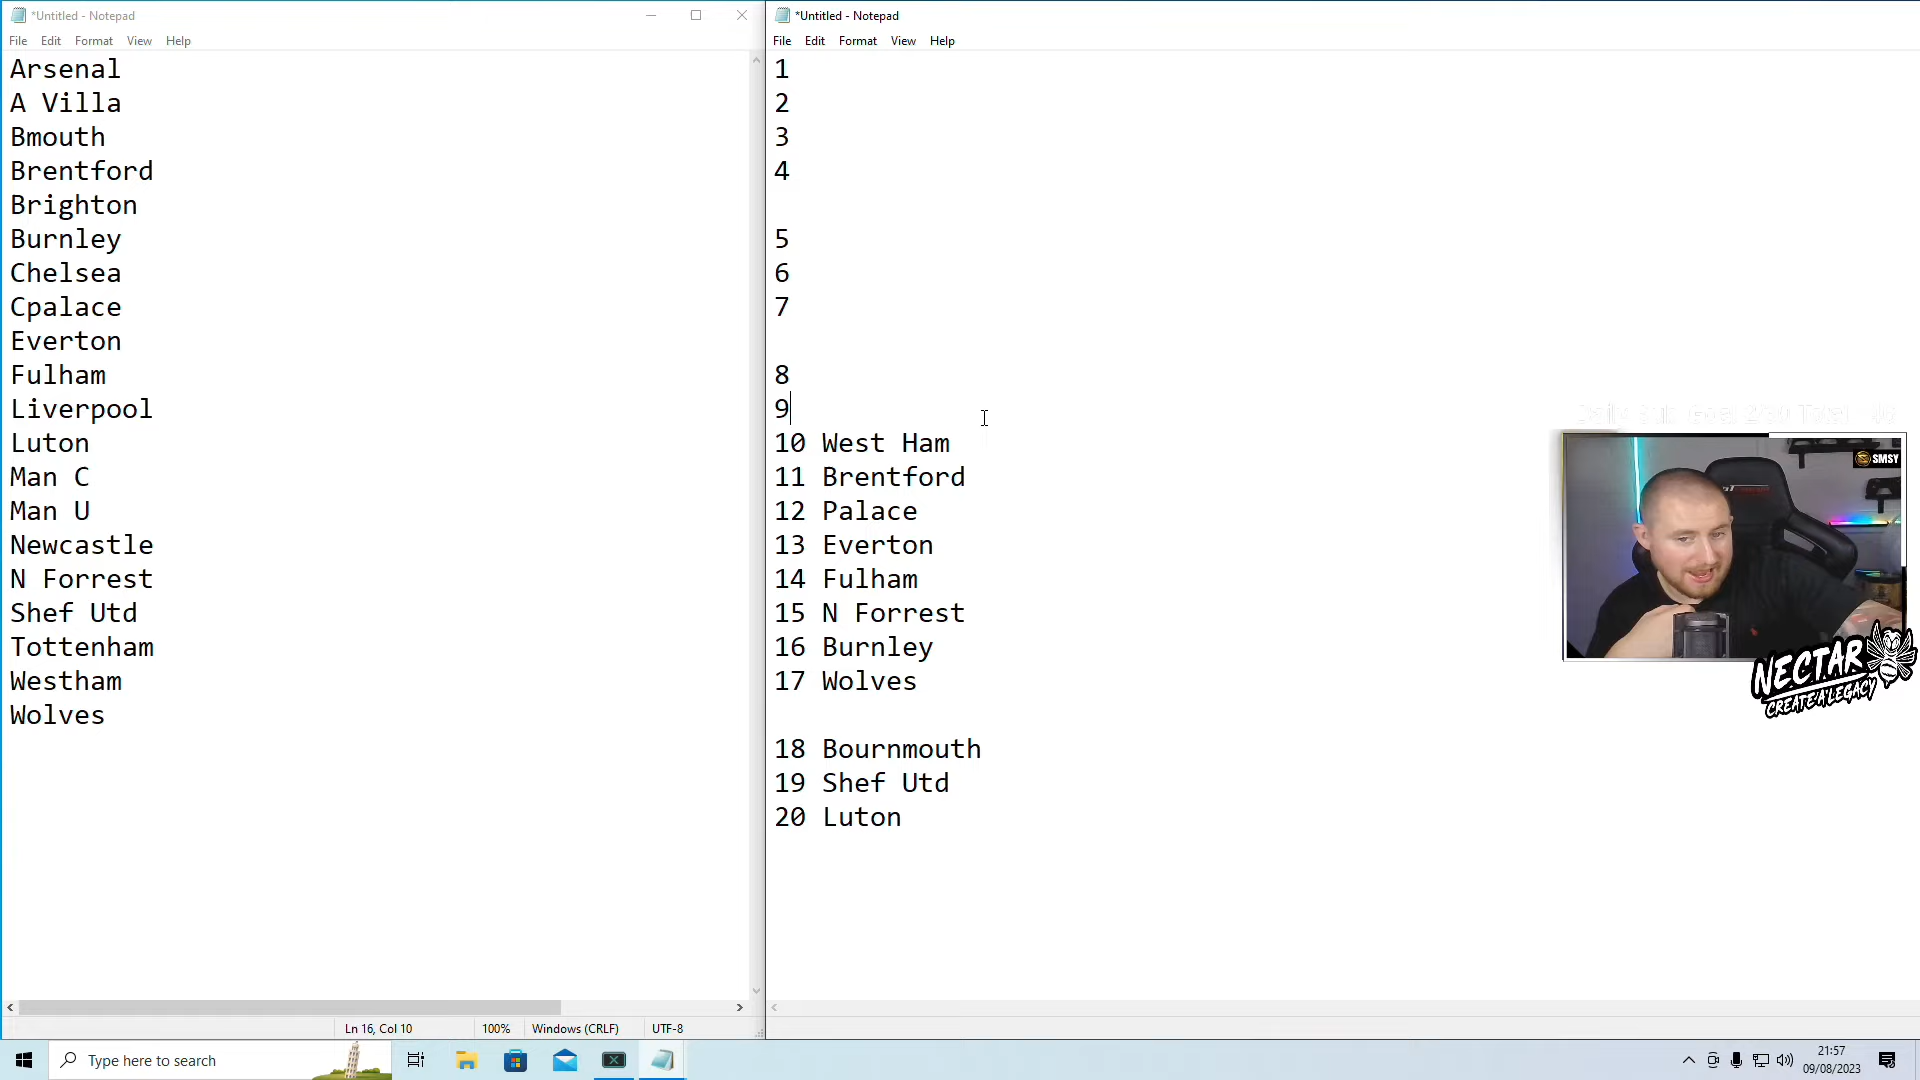 *Untitled - Notepad
File Edit Format View Help
Arsenal
A Villa
Bmouth
Brentford
Brighton
Burnley
Chelsea
Cpalace
Everton
Fulham
Liverpool
Luton
Man C
Man U
Newcastle
N Forrest
Shef Utd
Tottenham
Westham
Wolves
Ln 16, Col 10 100% Windows (CRLF) UTF-8
*Untitled - Notepad
File Edit Format View Help
1
2
3
4
5
6
7
8
9
10 West Ham
11 Brentford
12 Palace
13 Everton
14 Fulham
15 N Forrest
16 Burnley
17 Wolves
18 Bournmouth
19 Shef Utd
20 Luton
SMSY
NECTAR
CREATE A LEGACY
Type here to search
21:57
09/08/2023